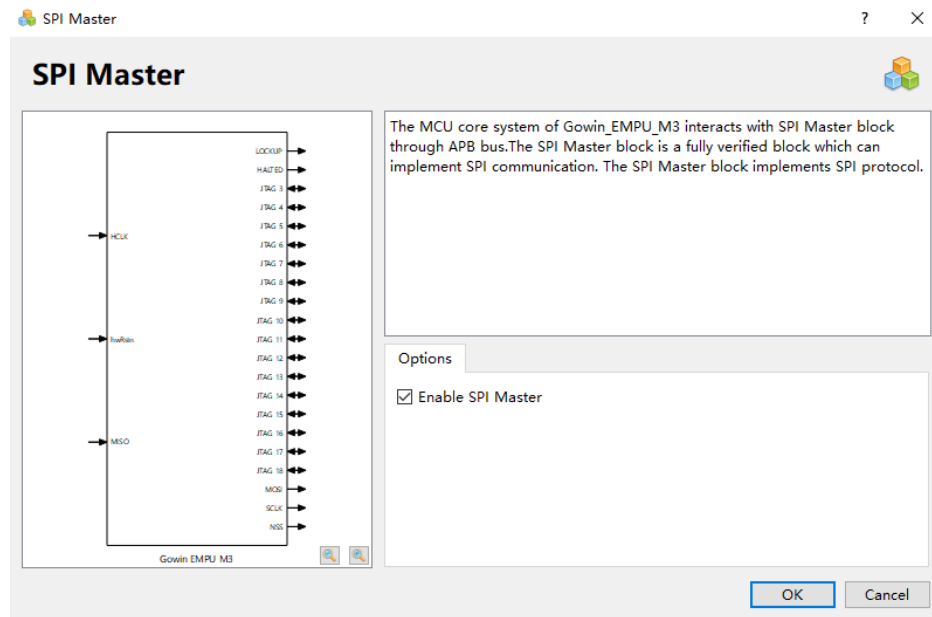 SPI Master
?
SPI Master
The MCU core system of Gowin_EMPU_M3 interacts with SPI Master block
through APB bus.The SPI Master block is a fully verified block which can
implement SPI communication. The SPI Master block implements SPI protocol.
LOCKUP
HALTED
JTAG 3
JTAG 4
JTAG 5
HCLK
JTAG 6
JTAG 7
JTAG 8
JTAG 9
JTAG 10
hwRstn
JTAG 11
JTAG 12
JTAG 13
JTAG 14
JTAG 15
JTAG 16
MISO
JTAG 17
JTAG 18
MOSI
SCLK
NSS
Gowin EMPU M3
Options
Enable SPI Master
OK
Cancel